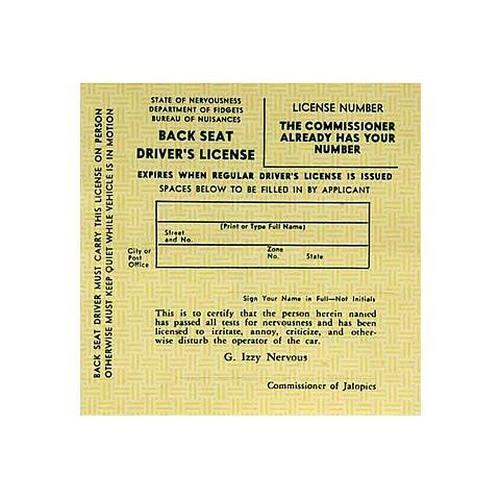 STATE OF NERVOUSNESS
DEPARTMENT OF FIDGETS
BUREAU OF NUISANCES
BACK SEAT
DRIVER'S LICENSE
LICENSE NUMBER
THE COMMISSIONER
ALREADY HAS YOUR
NUMBER
EXPIRES WHEN REGULAR DRIVER'S LICENSE IS ISSUED
SPACES BELOW TO BE FILLED IN BY APPLICANT
(Print or Type Full Name)
Street
and No.
City or
Post
Office
Zone
No.
State
Sign Your Name in Full—Not Initials
This is to certify that the person herein named
has passed all tests for nervousness and has been
licensed to irritate, annoy, criticize, and other-
wise disturb the operator of the car.
G. Izzy Nervous
Commissioner of Jalopies
BACK SEAT DRIVER MUST CARRY THIS LICENSE ON PERSON
OTHERWISE MUST KEEP QUIET WHILE VEHICLE IS IN MOTION